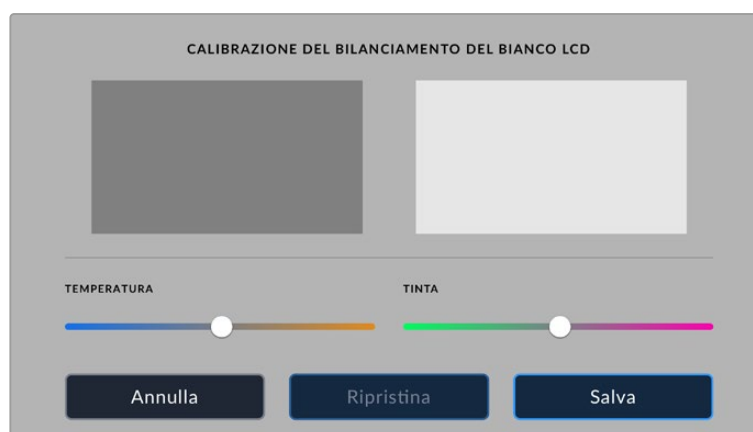 CALIBRAZIONE DEL BILANCIAMENTO DEL BIANCO LCD
TEMPERATURA
TINTA
Annulla
Ripristina
Salva